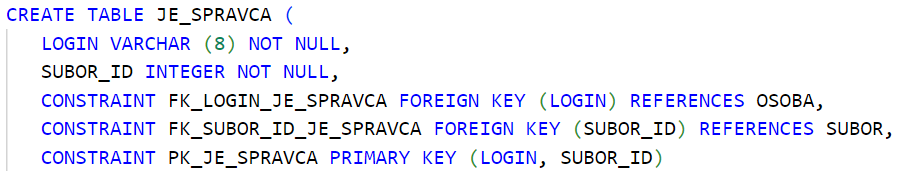 CREATE TABLE JE_SPRAVCA (
LOGIN VARCHAR (8) NOT NULL,
SUBOR_ID INTEGER NOT NULL,
CONSTRAINT FK_LOGIN_JE_SPRAVCA FOREIGN KEY (LOGIN) REFERENCES OSOBA,
CONSTRAINT FK_SUBOR_ID_JE_SPRAVCA FOREIGN KEY (SUBOR_ID) REFERENCES SUBOR,
CONSTRAINT PK_JE_SPRAVCA PRIMARY KEY (LOGIN, SUBOR_ID)